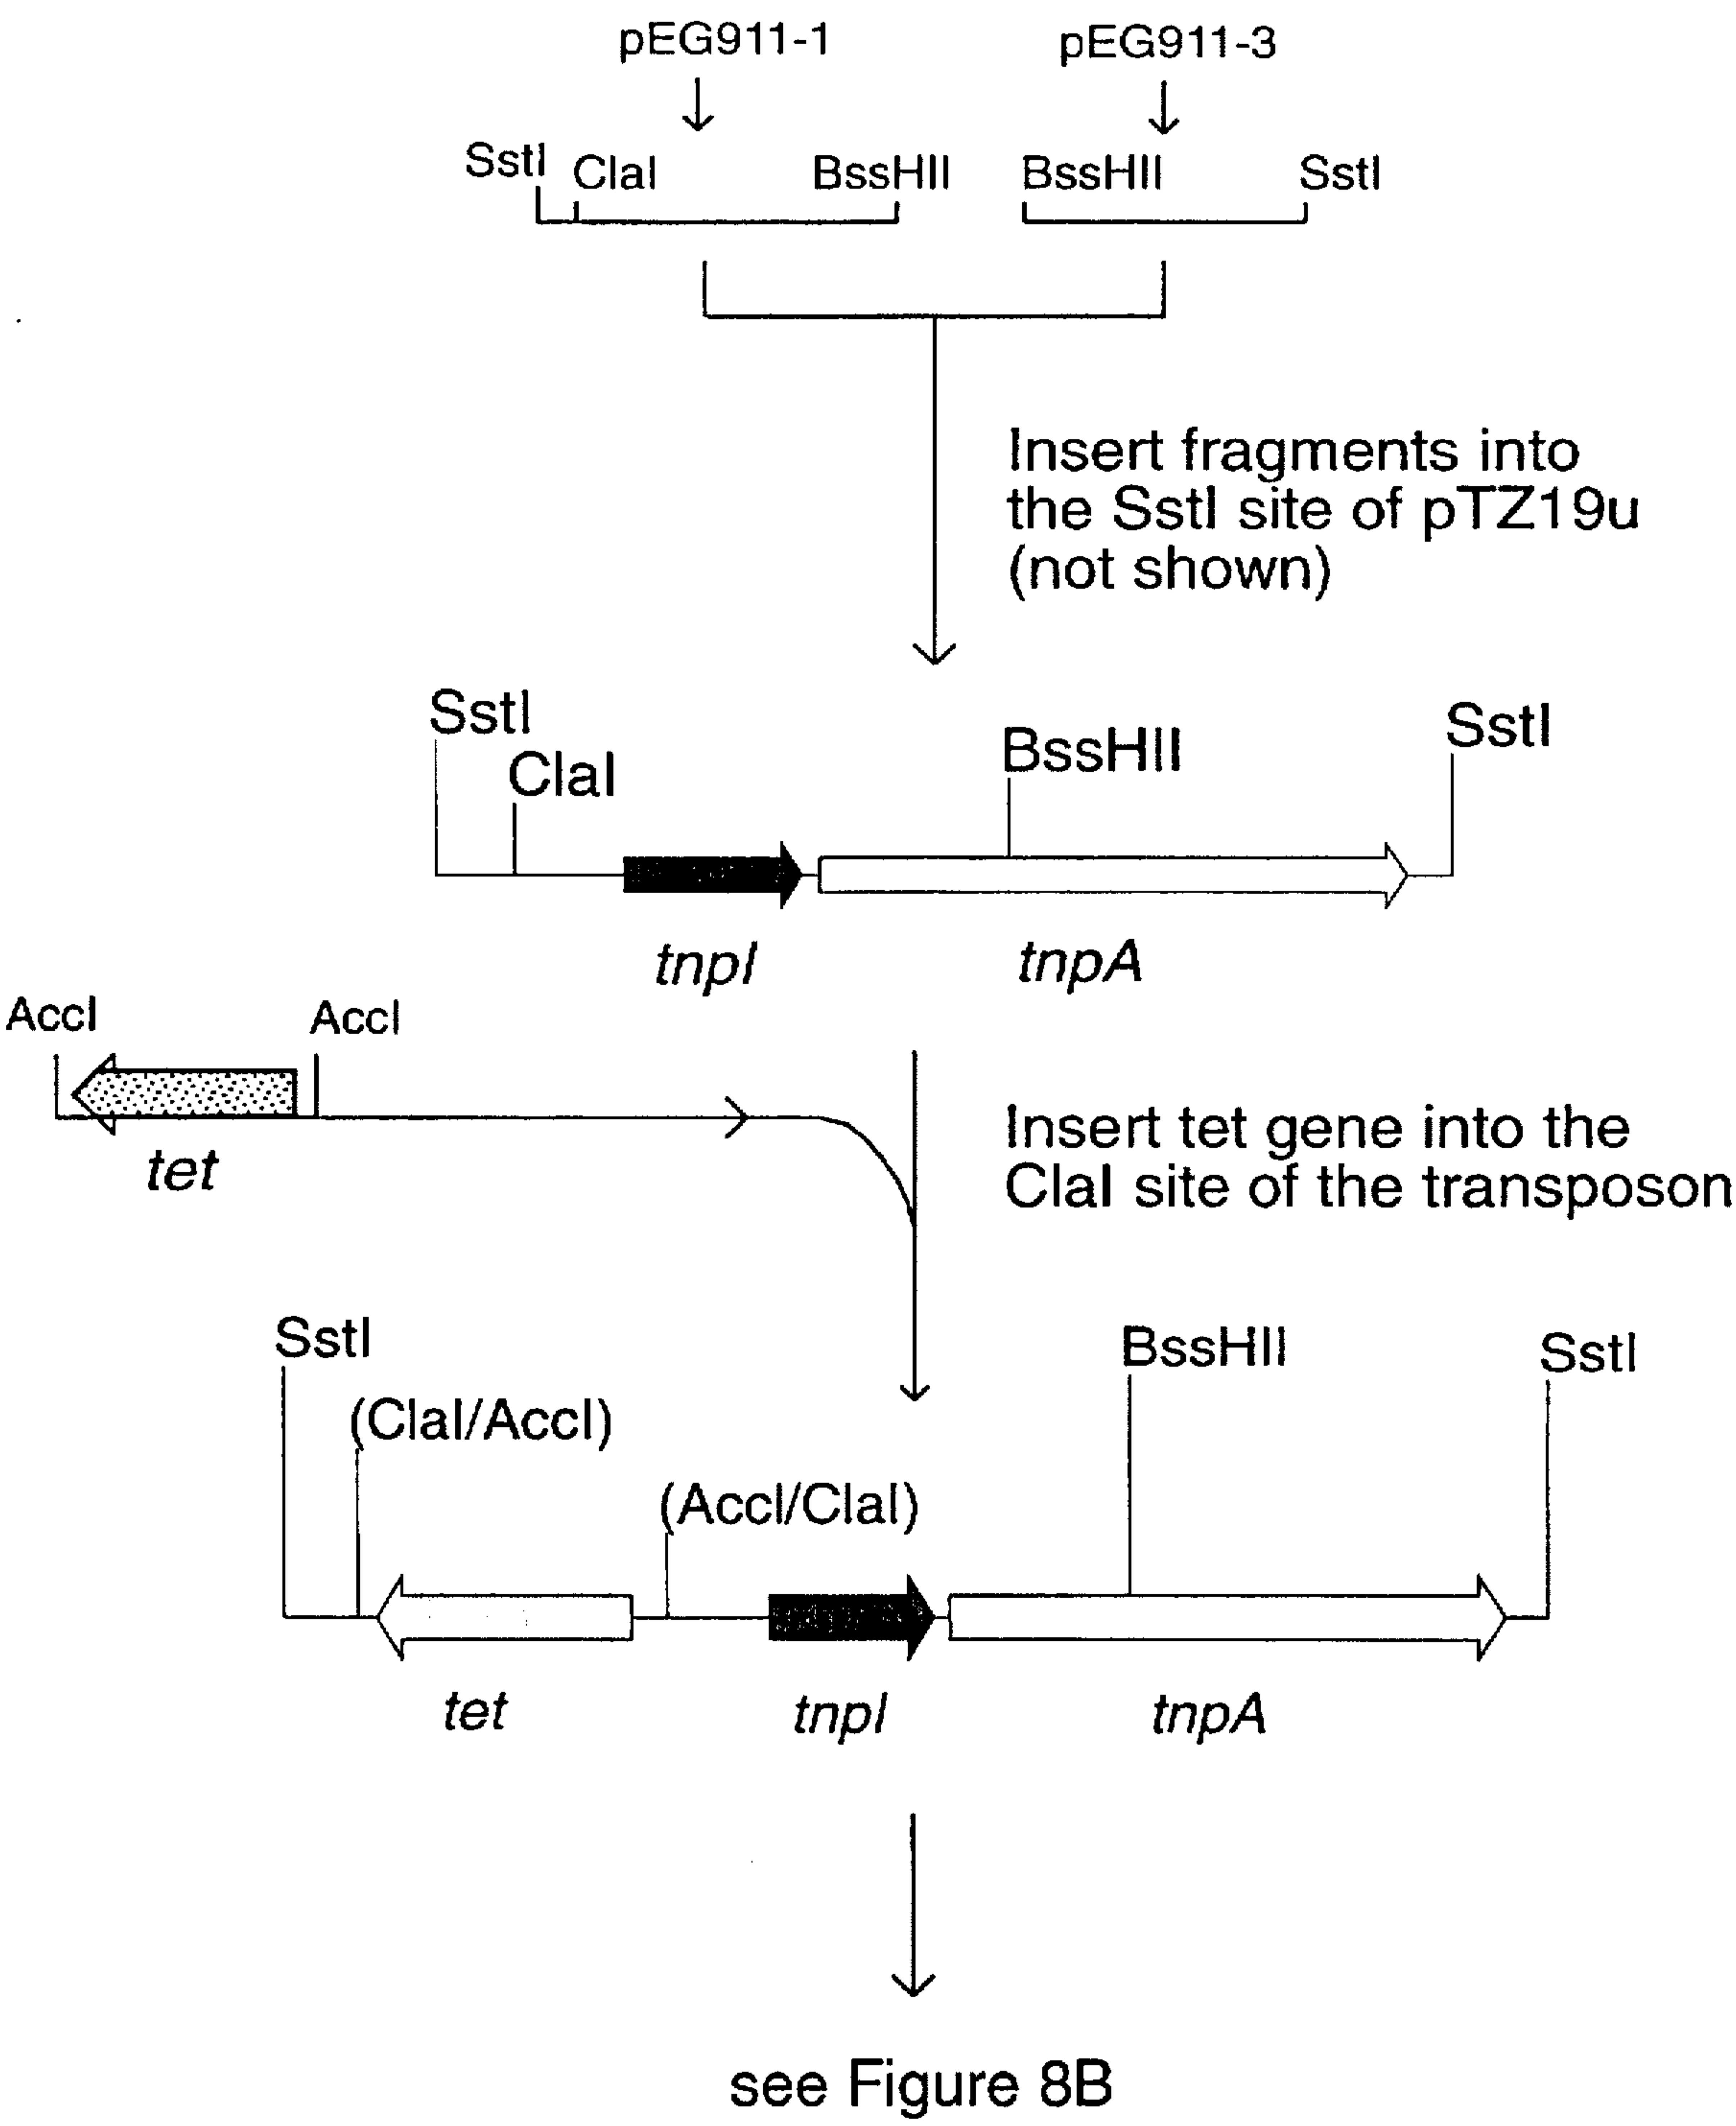 pEG911-1
pEG911-3
SstI
ClaI
BssHII
BssHII
SstI
Insert fragments into
the SstI site of pTZ19u
(not shown)
SstI
ClaI
BssHII
SstI
tnpI
tnpA
AccI
AccI
tet
Insert tet gene into the
ClaI site of the transposon
SstI
(ClaI/AccI)
(AccI/ClaI)
BssHII
SstI
tet
tnpI
tnpA
see Figure 8B